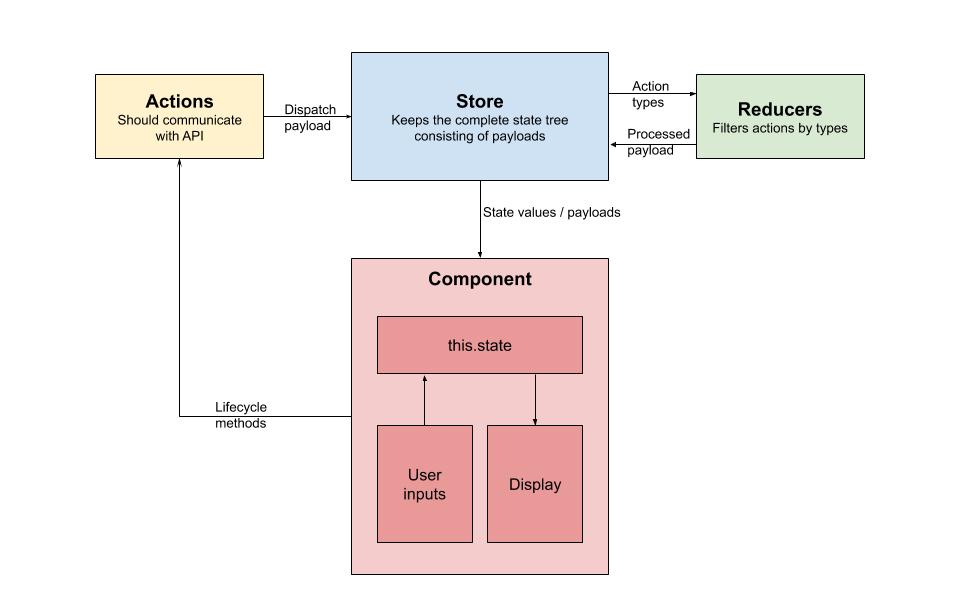 Actions
Should communicate
with API
Dispatch
payload
Store
Keeps the complete state tree
consisting of payloads
Action
types
Processed
payload
Reducers
Filters actions by types
State values / payloads
Component
this.state
Lifecycle
methods
User
inputs
Display